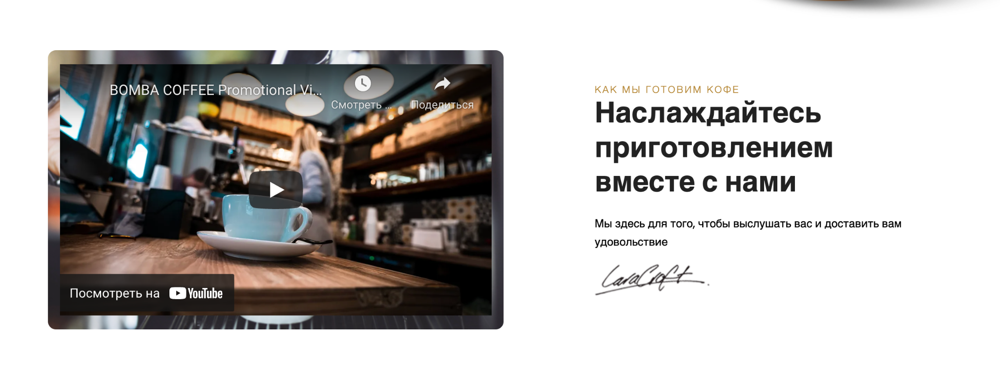 BOMBA COFFEE Promotional Vi...
Смотреть ...
Поделиться
Посмотреть на YouTube
КАК МЫ ГОТОВИМ КОФЕ
Наслаждайтесь
приготовлением
вместе с нами
Мы здесь для того, чтобы выслушать вас и доставить вам
удовольствие
LaraCroft